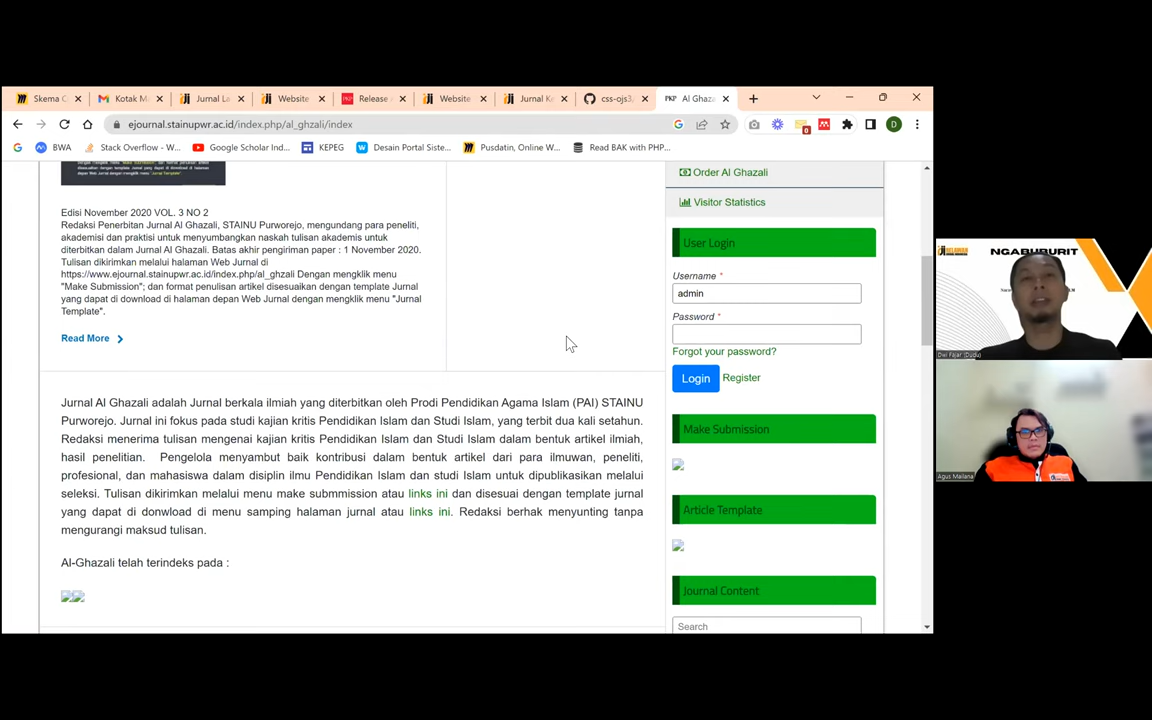 Skema C
Kotak M
Jurnal La
Website
Release
Website
Jurnal Ke
css-ojs3
Al Ghaza
ejournal.stainupwr.ac.id/index.php/al_ghzali/index
BWA
Stack Overflow - W...
Google Scholar Ind...
KEPEG
Desain Portal Siste...
Pusdatin, Online W...
Read BAK with PHP...
Edisi November 2020 VOL. 3 NO 2
Redaksi Penerbitan Jurnal Al Ghazali, STAINU Purworejo, mengundang para peneliti,
akademisi dan praktisi untuk menyumbangkan naskah tulisan akademis untuk
diterbitkan dalam Jurnal Al Ghazali. Batas akhir pengiriman paper : 1 November 2020.
Tulisan dikirimkan melalui halaman Web Jurnal di
https://www.ejournal.stainupwr.ac.id/index.php/al_ghzali Dengan mengklik menu
"Make Submission"; dan format penulisan artikel disesuaikan dengan template Jurnal
yang dapat di download di halaman depan Web Jurnal dengan mengklik menu "Jurnal
Template".
Read More
Jurnal Al Ghazali adalah Jurnal berkala ilmiah yang diterbitkan oleh Prodi Pendidikan Agama Islam (PAI) STAINU
Purworejo. Jurnal ini fokus pada studi kajian kritis Pendidikan Islam dan Studi Islam, yang terbit dua kali setahun.
Redaksi menerima tulisan mengenai kajian kritis Pendidikan Islam dan Studi Islam dalam bentuk artikel ilmiah,
hasil penelitian. Pengelola menyambut baik kontribusi dalam bentuk artikel dari para ilmuwan, peneliti,
profesional, dan mahasiswa dalam disiplin ilmu Pendidikan Islam dan studi Islam untuk dipublikasikan melalui
seleksi. Tulisan dikirimkan melalui menu make submmission atau links ini dan disesuai dengan template jurnal
yang dapat di donwload di menu samping halaman jurnal atau links ini. Redaksi berhak menyunting tanpa
mengurangi maksud tulisan.
Al-Ghazali telah terindeks pada :
Order Al Ghazali
Visitor Statistics
User Login
Username *
admin
Password *
Forgot your password?
Login
Register
Make Submission
Article Template
Journal Content
Search
NGABUBURIT
Dwi Fajar (Dudu)
Agus Mailana